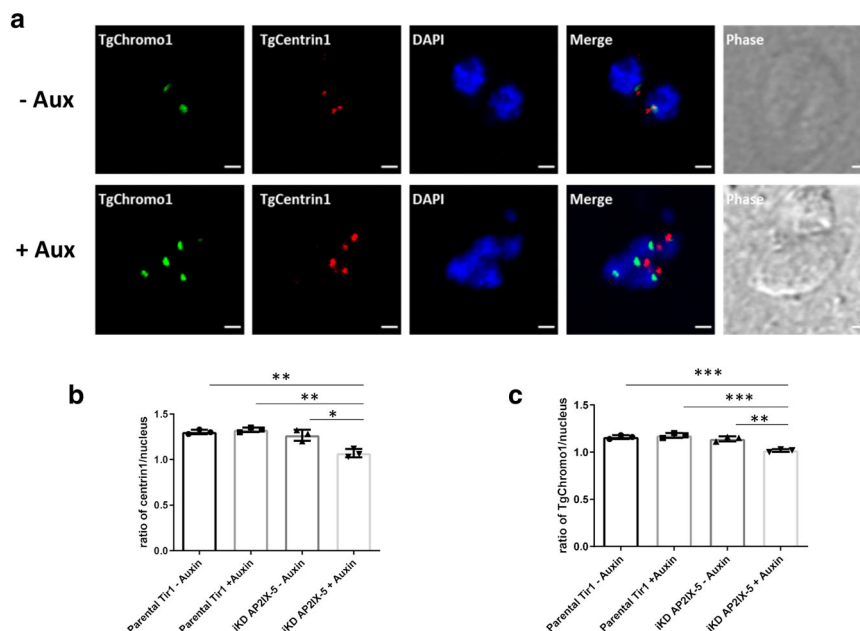 a
TgChromo1 TgCentrin1 DAPI Merge Phase
- Aux
TgChromo1 TgCentrin1 DAPI Merge Phase
+ Aux
b
**
**
*
ratio of centrin1/nucleus
1.5
1.0
0.5
0.0
Parental Tir1 - Auxin
Parental Tir1 +Auxin
iKD AP2IX-5 - Auxin
iKD AP2IX-5 + Auxin
c
***
***
**
ratio of TgChromo1/nucleus
1.5
1.0
0.5
0.0
Parental Tir1 - Auxin
Parental Tir1 +Auxin
iKD AP2IX-5 - Auxin
iKD AP2IX-5 + Auxin